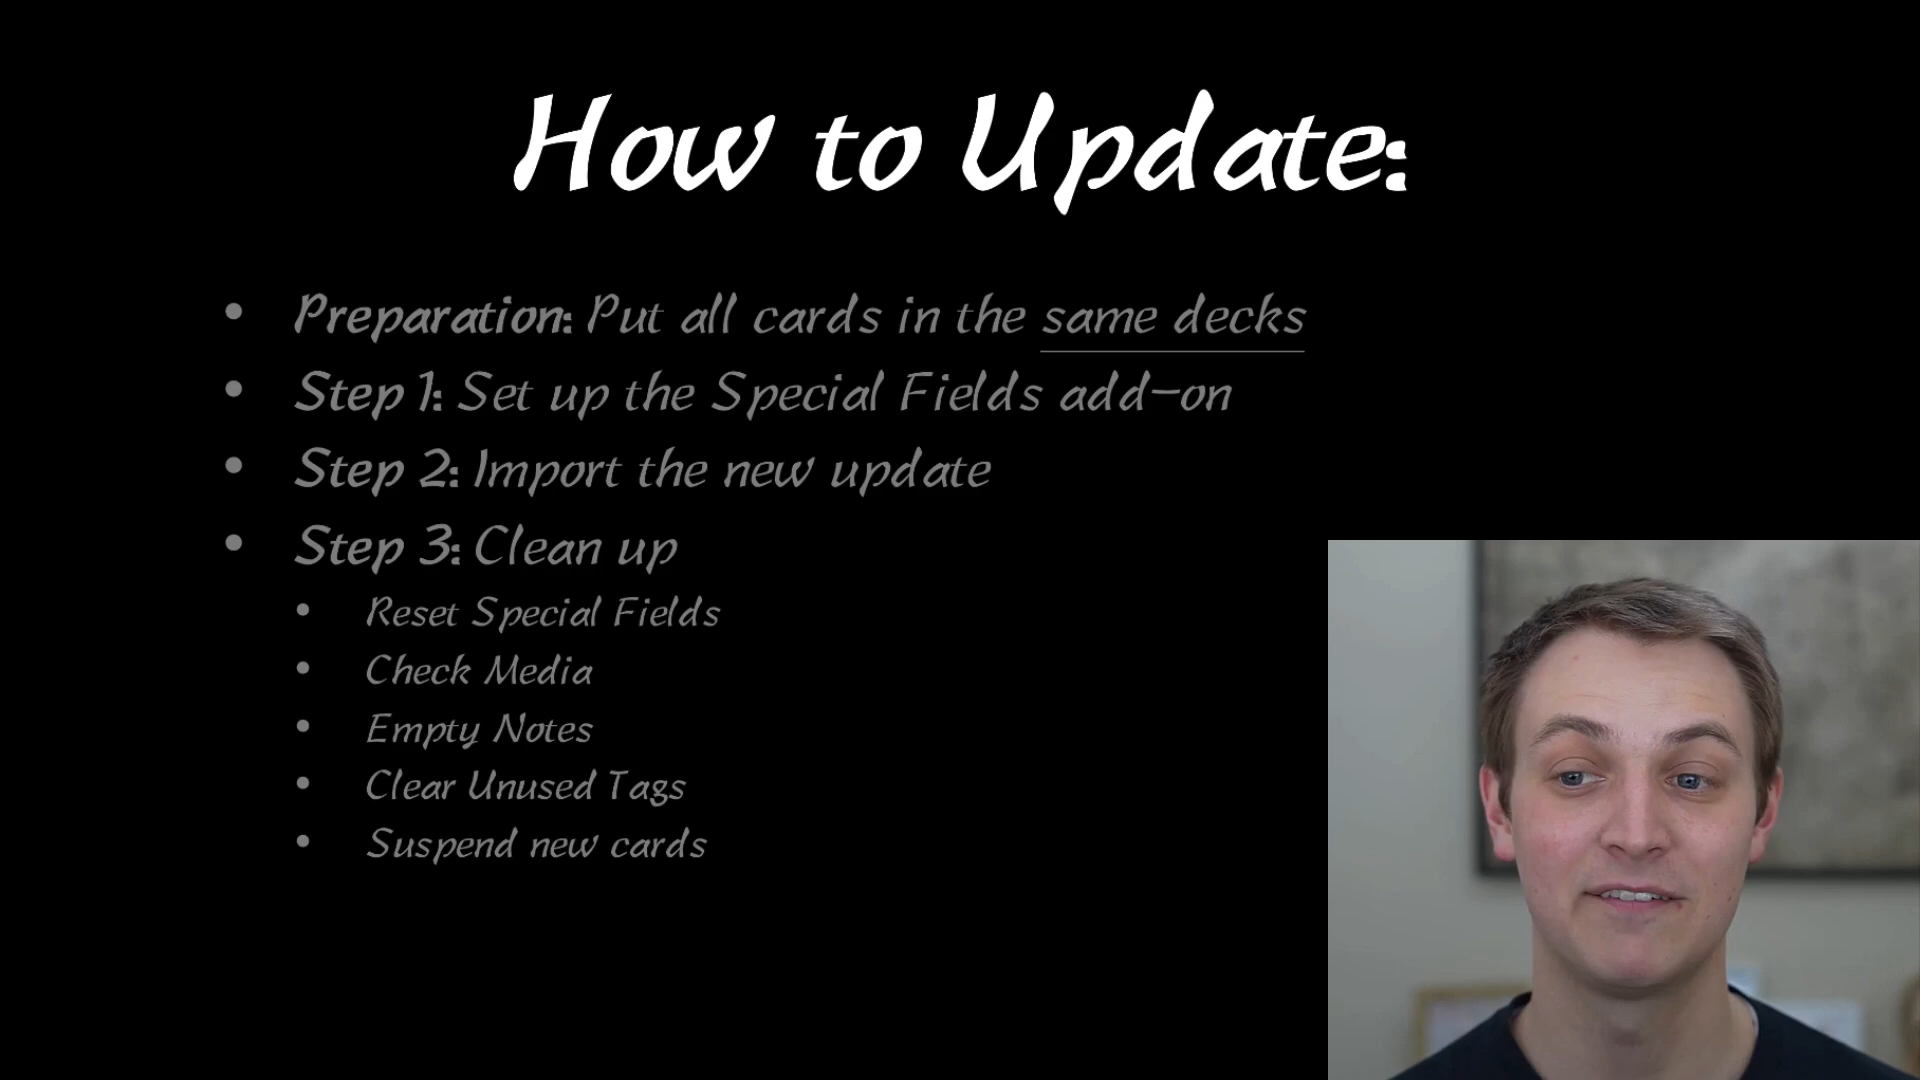 How to Update:
• Preparation: Put all cards in the same decks
• Step 1: Set up the Special Fields add-on
• Step 2: Import the new update
• Step 3: Clean up
• Reset Special Fields
• Check Media
• Empty Notes
• Clear Unused Tags
• Suspend new cards